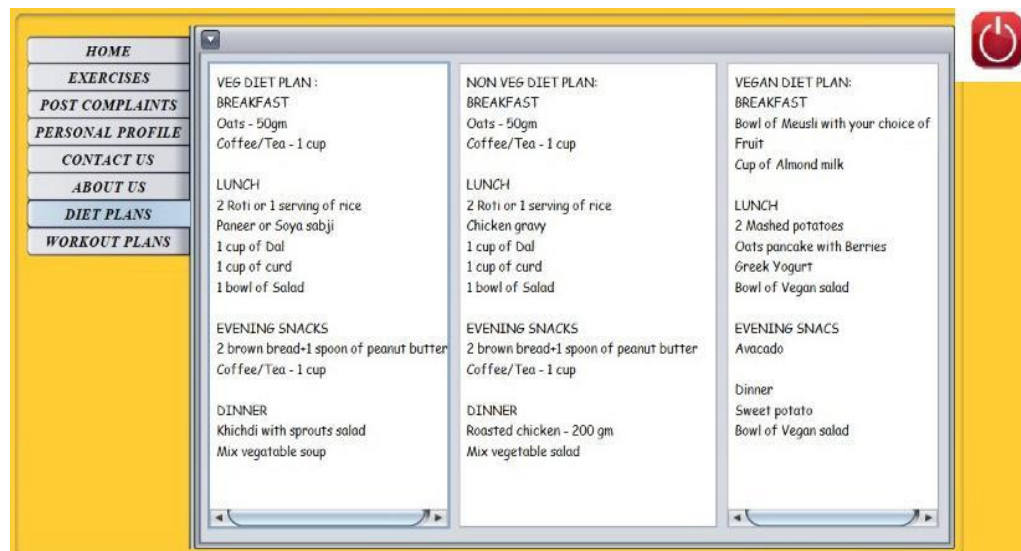 HOME
EXERCISES
POST COMPLAINTS
PERSONAL PROFILE
CONTACT US
ABOUT US
DIET PLANS
WORKOUT PLANS
VEG DIET PLAN :
BREAKFAST
Oats - 50gm
Coffee/Tea - 1 cup
LUNCH
2 Roti or 1 serving of rice
Paneer or Soya sabji
1 cup of Dal
1 cup of curd
1 bowl of Salad
EVENING SNACKS
2 brown bread+1 spoon of peanut butter
Coffee/Tea - 1 cup
DINNER
Khichdi with sprouts salad
Mix vegatable soup
NON VEG DIET PLAN:
BREAKFAST
Oats - 50gm
Coffee/Tea - 1 cup
LUNCH
2 Roti or 1 serving of rice
Chicken gravy
1 cup of Dal
1 cup of curd
1 bowl of Salad
EVENING SNACKS
2 brown bread+1 spoon of peanut butter
Coffee/Tea - 1 cup
DINNER
Roasted chicken - 200 gm
Mix vegetable salad
VEGAN DIET PLAN:
BREAKFAST
Bowl of Meusli with your choice of
Fruit
Cup of Almond milk
LUNCH
2 Mashed potatoes
Oats pancake with Berries
Greek Yogurt
Bowl of Vegan salad
EVENING SNACS
Avacado
Dinner
Sweet potato
Bowl of Vegan salad